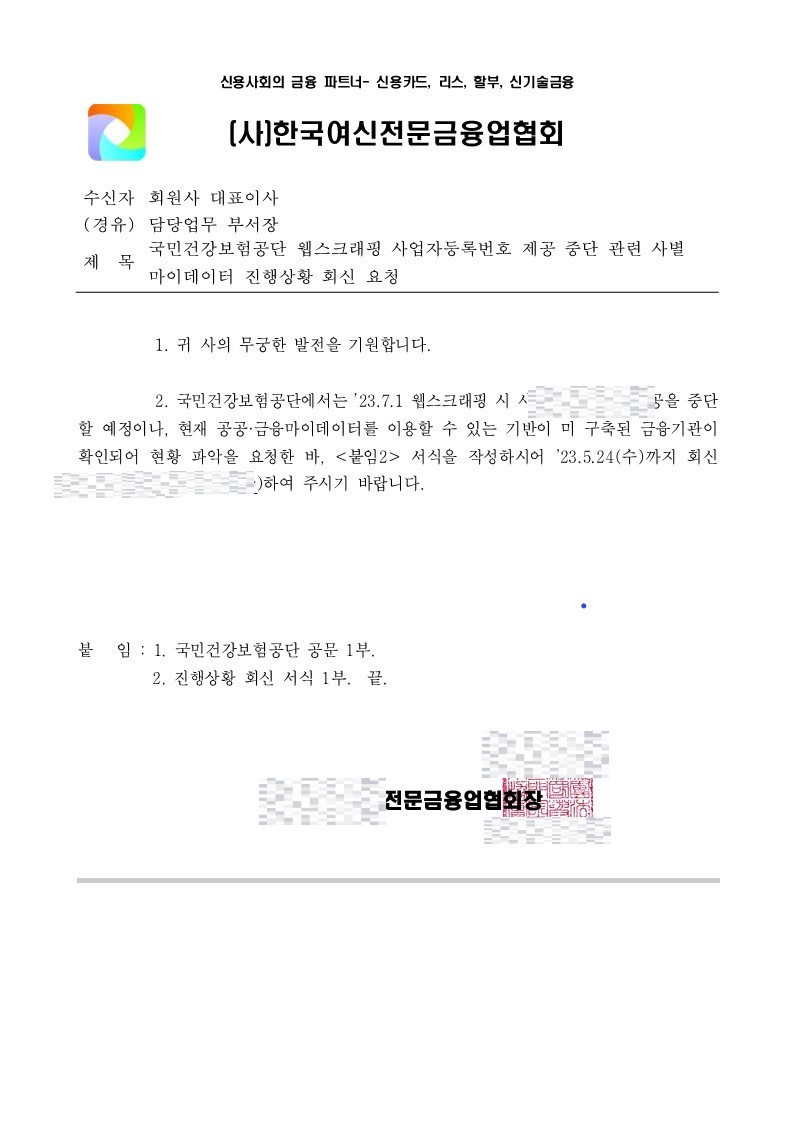 신용사회의 금융 파트너- 신용카드, 리스, 할부, 신기술금융
(사)한국여신전문금융업협회
수신자 회원사 대표이사
(경유) 담당업무 부서장
제 목 국민건강보험공단 웹스크래핑 사업자등록번호 제공 중단 관련 사별
마이데이터 진행상황 회신 요청
1. 귀 사의 무궁한 발전을 기원합니다.
2. 국민건강보험공단에서는 '23.7.1 웹스크래핑 시 중단
할 예정이나, 현재 공공·금융마이데이터를 이용할 수 있는 기반이 미 구축된 금융기관이
확인되어 현황 파악을 요청한 바, <붙임2> 서식을 작성하시어 '23.5.24(수)까지 회신
)하여 주시기 바랍니다.
붙 임 : 1. 국민건강보험공단 공문 1부.
2. 진행상황 회신 서식 1부. 끝.
전문금융업협회장